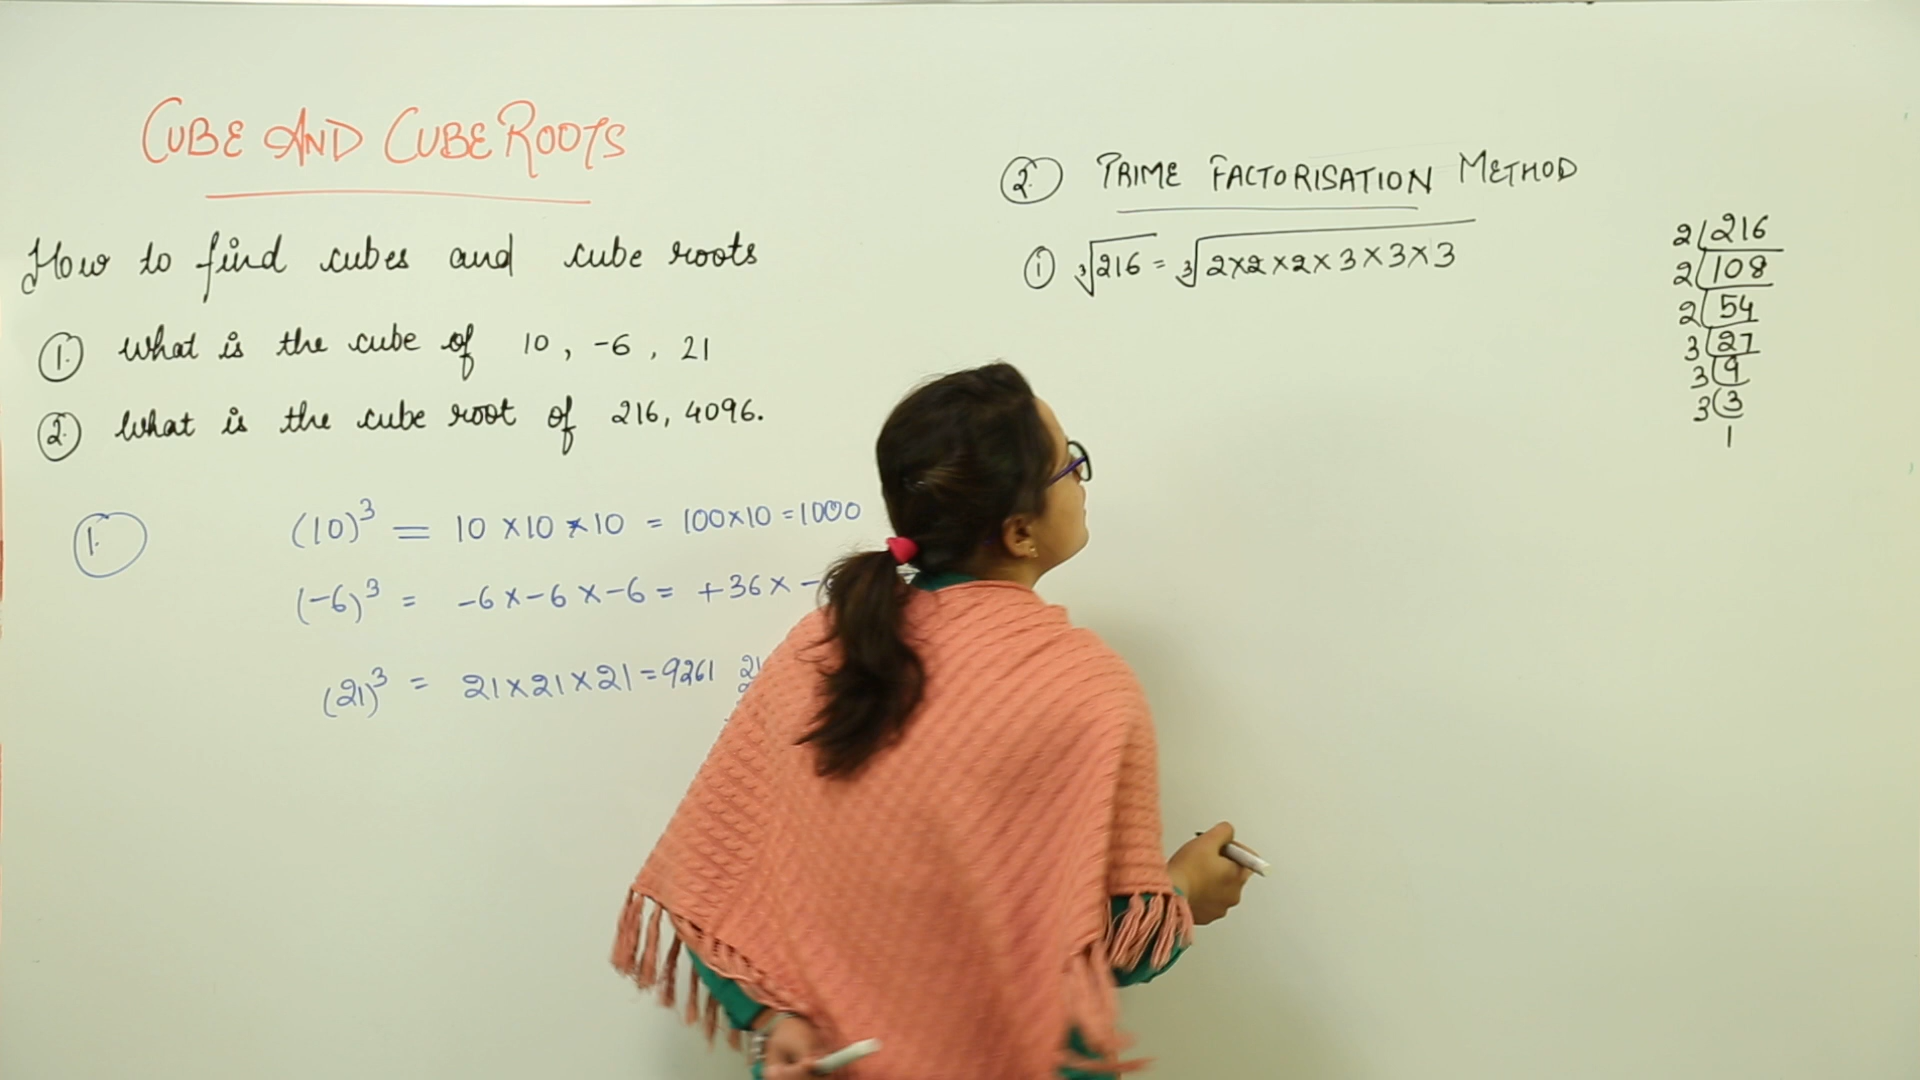 CUBE AND CUBE ROOTS
How to find cubes and cube roots
1. What is the cube of 10, -6, 21
2. What is the cube root of 216, 4096.
1. (10)³ = 10 × 10 × 10 = 100×10 = 1000
(-6)³ = -6 × -6 × -6 = +36 × -
(21)³ = 21 × 21 × 21 = 9261 21
2. PRIME FACTORISATION METHOD
① ∛216 = ∛2×2×2×3×3×3
2 216
2 108
2 54
3 27
3 9
3 3
1